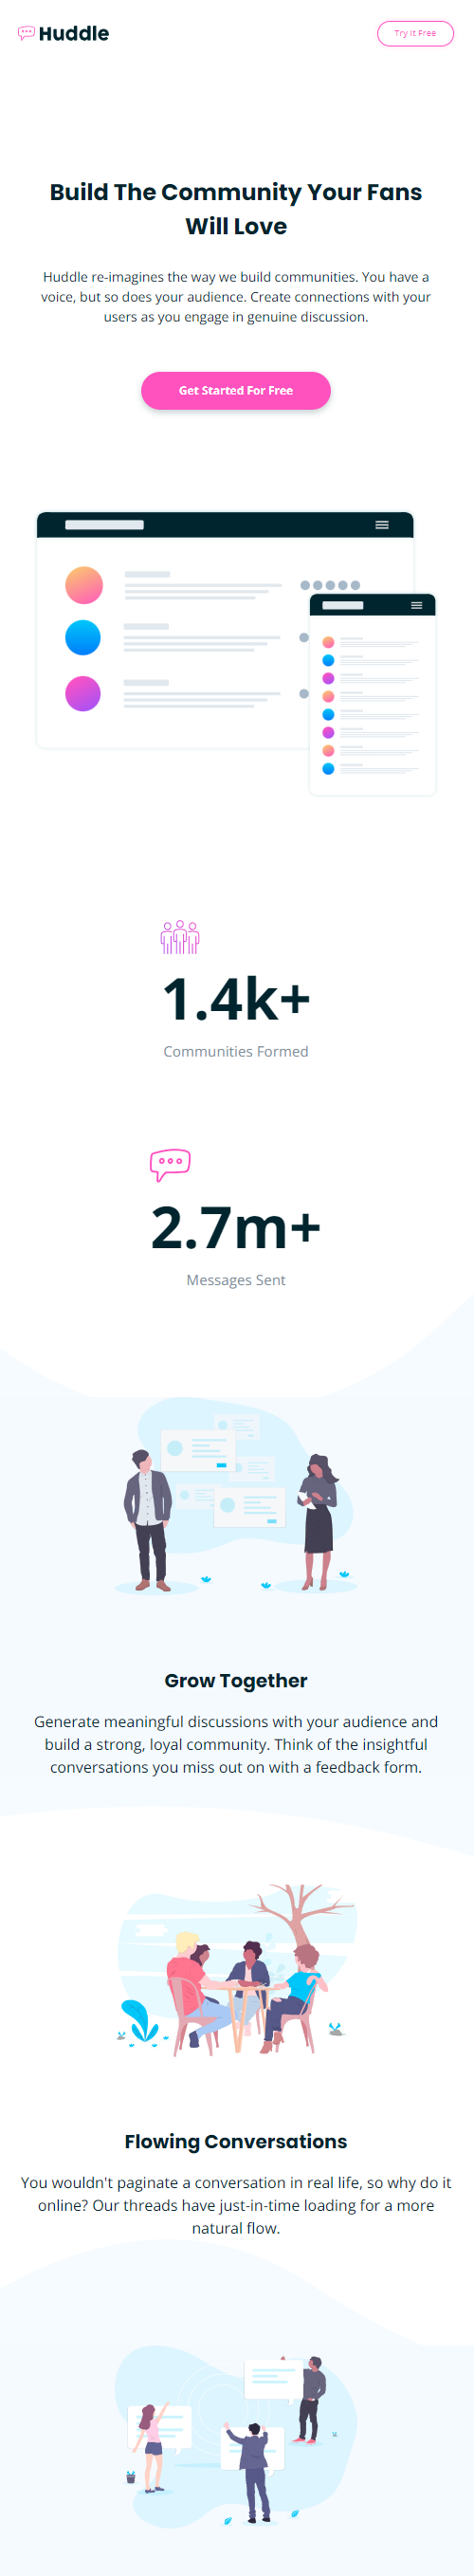 Huddle
Try It Free
Build The Community Your Fans
Will Love
Huddle re-imagines the way we build communities. You have a
voice, but so does your audience. Create connections with your
users as you engage in genuine discussion.
Get Started For Free
1.4k+
Communities Formed
2.7m+
Messages Sent
Grow Together
Generate meaningful discussions with your audience and
build a strong, loyal community. Think of the insightful
conversations you miss out on with a feedback form.
Flowing Conversations
You wouldn't paginate a conversation in real life, so why do it
online? Our threads have just-in-time loading for a more
natural flow.